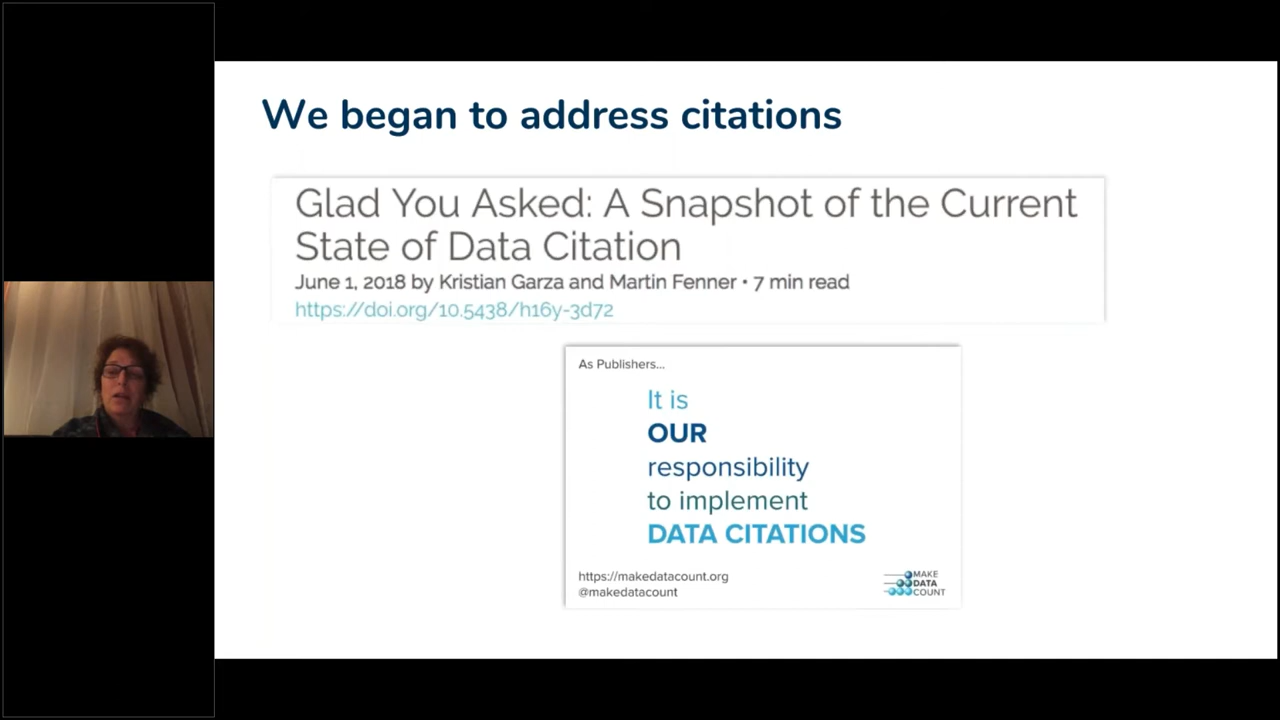 We began to address citations
Glad You Asked: A Snapshot of the Current
State of Data Citation
June 1, 2018 by Kristian Garza and Martin Fenner • 7 min read
https://doi.org/10.5438/h16y-3d72
As Publishers...
It is
OUR
responsibility
to implement
DATA CITATIONS
https://makedatacount.org
@makedatacount
MAKE
DATA
COUNT